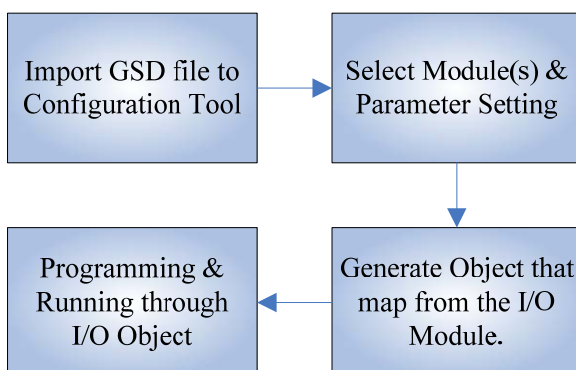 Import GSD file to
Configuration Tool
Select Module(s) &
Parameter Setting
Generate Object that
map from the I/O
Module.
Programming &
Running through
I/O Object